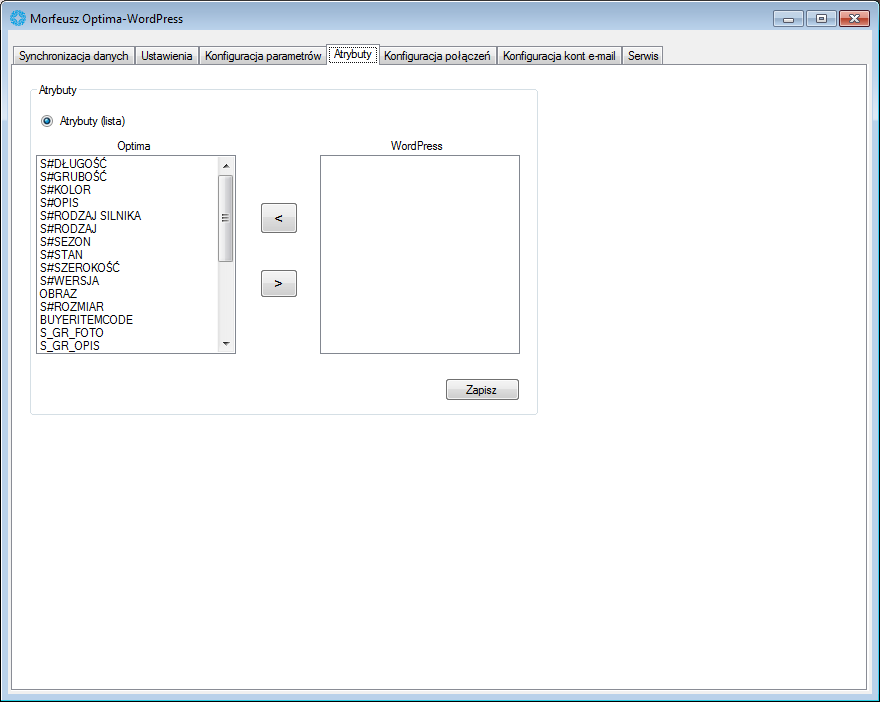 Morfeusz Optima-WordPress
Synchronizacja danych Ustawienia Konfiguracja parametrów Atrybuty Konfiguracja połączeń Konfiguracja kont e-mail Serwis
Atrybuty
Atrybuty (lista)
Optima WordPress
S#DŁUGOŚĆ
S#GRUBOŚĆ
S#KOLOR
S#OPIS
S#RODZAJ SILNIKA
S#RODZAJ
S#SEZON
S#STAN
S#SZEROKOŚĆ
S#WERSJA
OBRAZ
S#ROZMIAR
BUYERITEMCODE
S_GR_FOTO
S_GR_OPIS
<
>
Zapisz